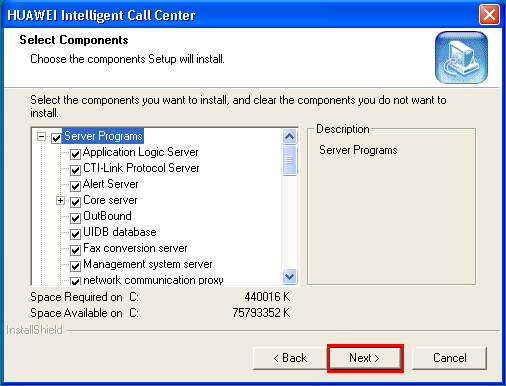 HUAWEI Intelligent Call Center
Select Components
Choose the components Setup will install.
Select the components you want to install, and clear the components you do not want to
install.
Server Programs
Application Logic Server
CTI-Link Protocol Server
Alert Server
Core server
OutBound
UIDB database
Fax conversion server
Management system server
network communication proxy
Description
Server Programs
Space Required on C: 440016 K
Space Available on C: 75793352 K
InstallShield
< Back
Next >
Cancel